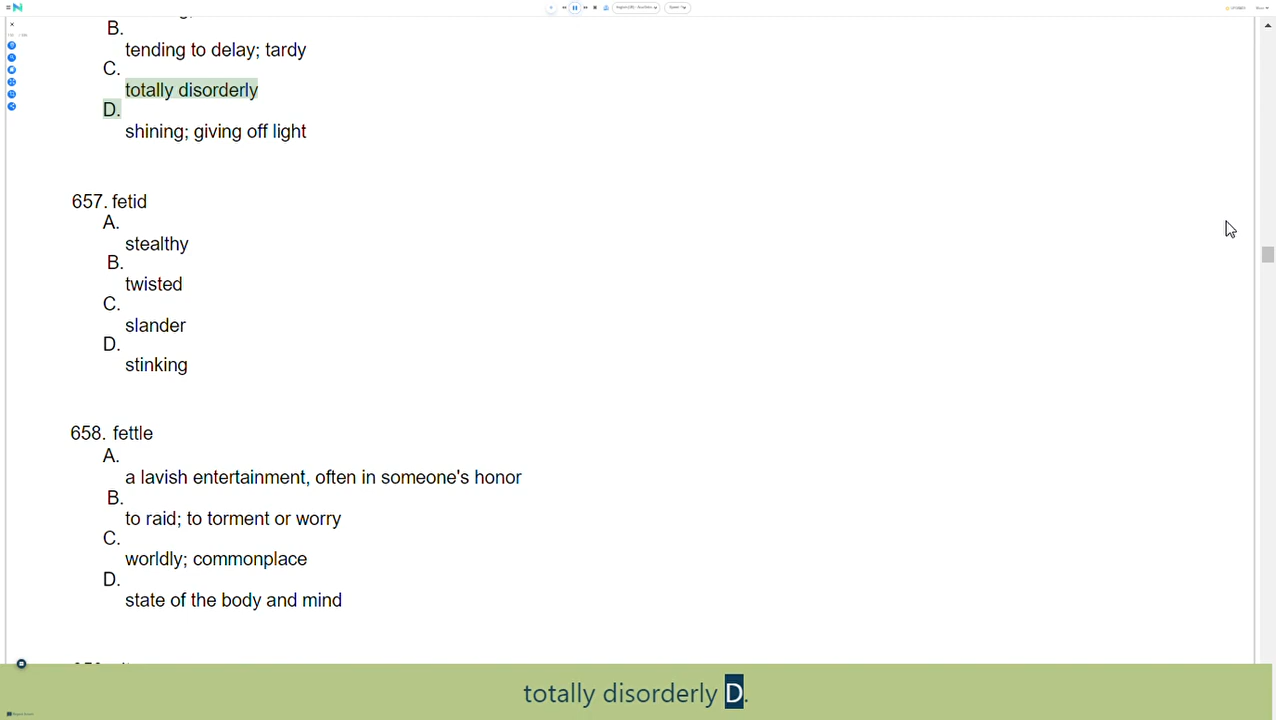 B.
tending to delay; tardy
C.
totally disorderly
D.
shining; giving off light
657. fetid
A.
stealthy
B.
twisted
C.
slander
D.
stinking
658. fettle
A.
a lavish entertainment, often in someone's honor
B.
to raid; to torment or worry
C.
worldly; commonplace
D.
state of the body and mind
totally disorderly D.